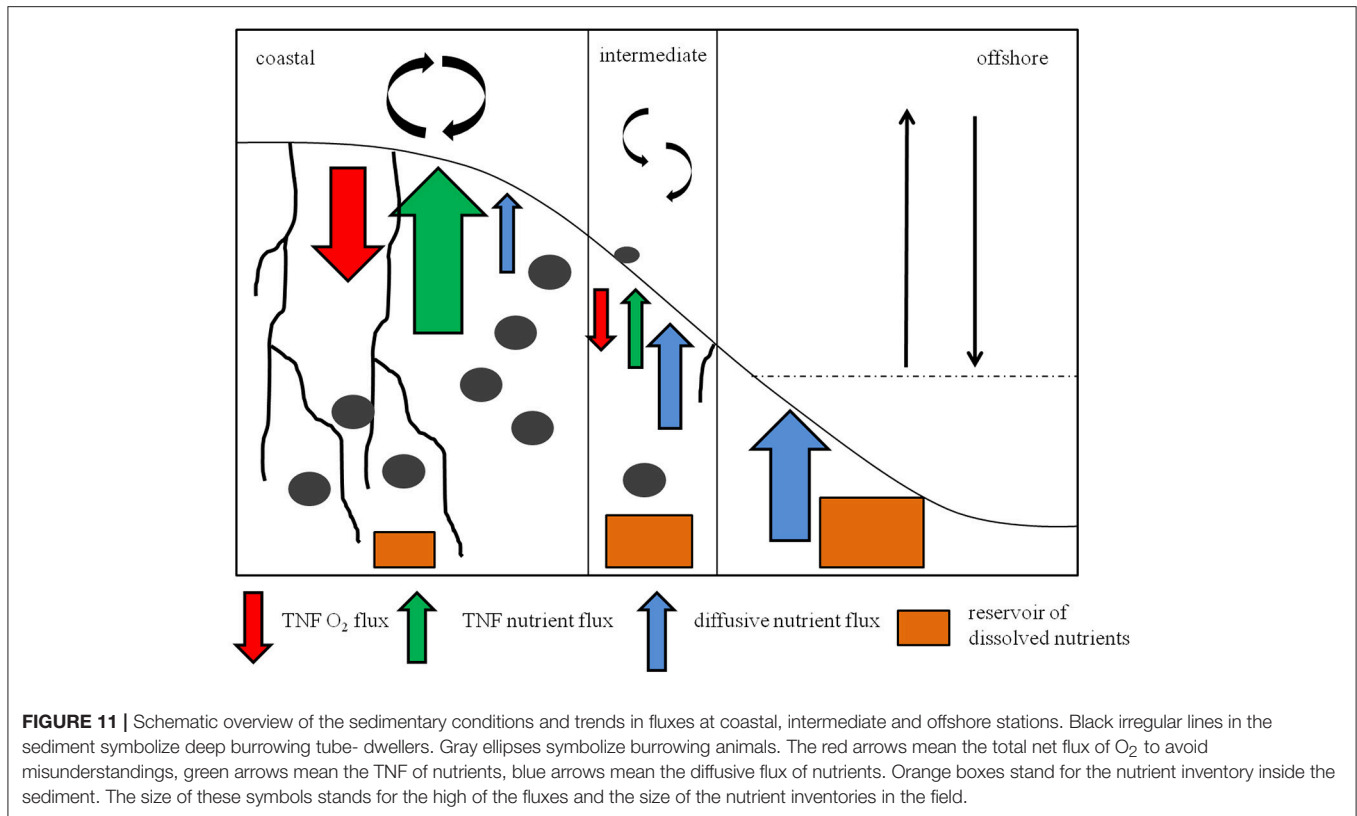 coastal
intermediate
offshore
TNF O₂ flux
TNF nutrient flux
diffusive nutrient flux
reservoir of
dissolved nutrients
FIGURE 11 | Schematic overview of the sedimentary conditions and trends in fluxes at coastal, intermediate and offshore stations. Black irregular lines in the
sediment symbolize deep burrowing tube- dwellers. Gray ellipses symbolize burrowing animals. The red arrows mean the total net flux of O₂ to avoid
misunderstandings, green arrows mean the TNF of nutrients, blue arrows mean the diffusive flux of nutrients. Orange boxes stand for the nutrient inventory inside the
sediment. The size of these symbols stands for the high of the fluxes and the size of the nutrient inventories in the field.